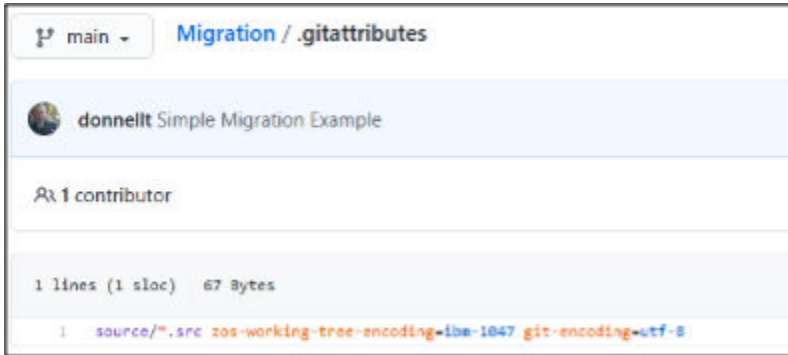 main
Migration / .gitattributes
donnellt Simple Migration Example
1 contributor
1 lines (1 sloc) 67 Bytes
1 source/*.src zos-working-tree-encoding=ibm-1047 git-encoding=utf-8